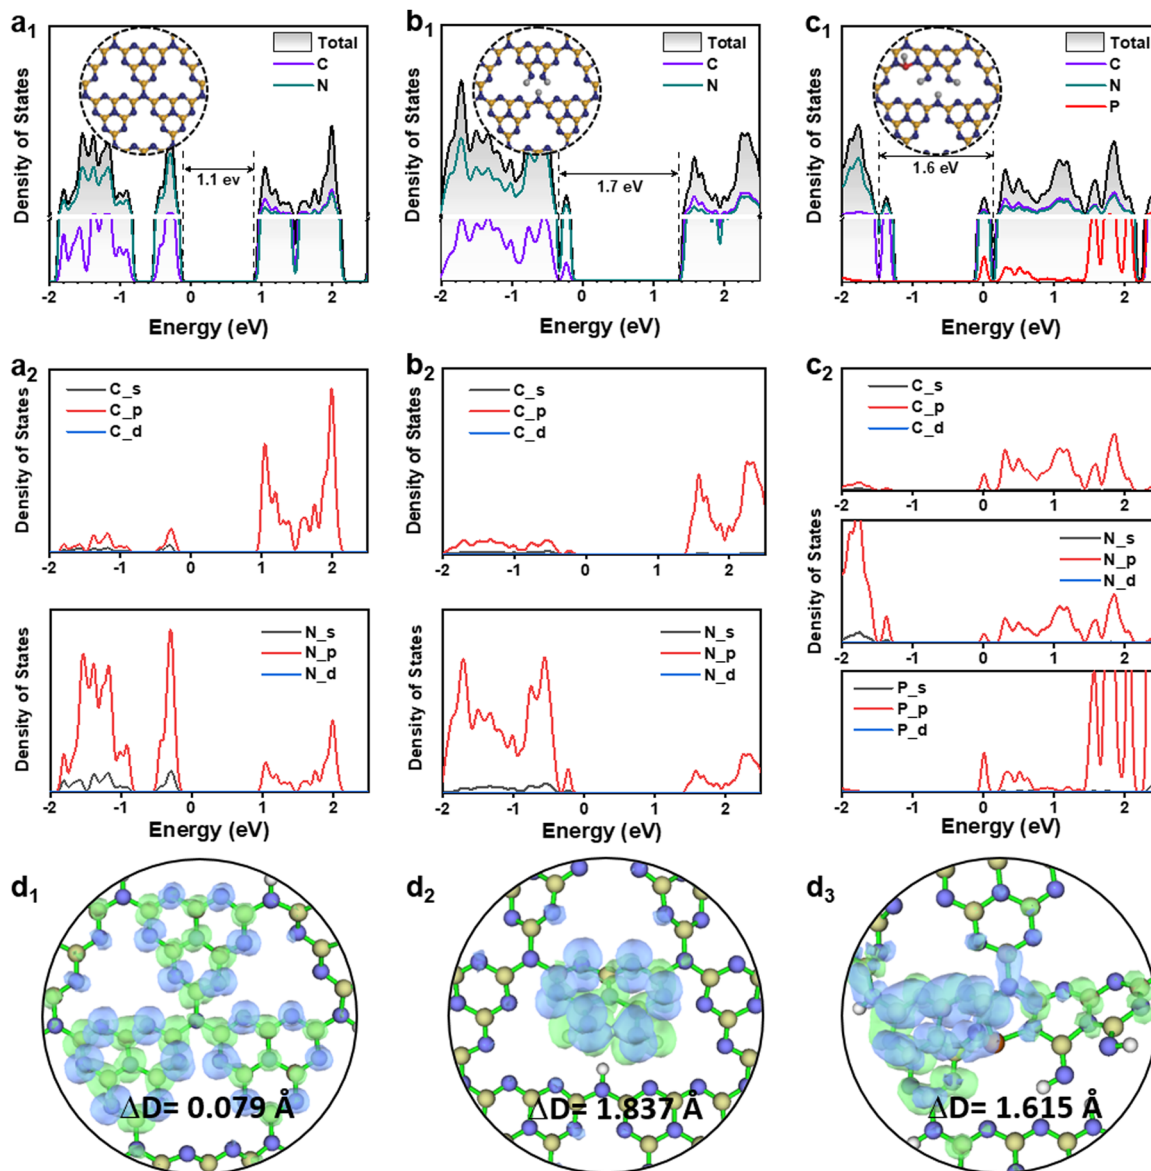 a1
Density of States
Total
C
N
1.1 ev
-2 -1 0 1 2
Energy (eV)
b1
Density of States
Total
C
N
1.7 eV
-2 -1 0 1 2
Energy (eV)
c1
Density of States
Total
C
N
P
1.6 eV
-2 -1 0 1 2
Energy (eV)
a2
Density of States
C_s
C_p
C_d
-2 -1 0 1 2
Density of States
N_s
N_p
N_d
-2 -1 0 1 2
Energy (eV)
b2
Density of States
C_s
C_p
C_d
-2 -1 0 1 2
Density of States
N_s
N_p
N_d
-2 -1 0 1 2
Energy (eV)
c2
Density of States
C_s
C_p
C_d
-2 -1 0 1 2
N_s
N_p
N_d
-2 -1 0 1 2
P_s
P_p
P_d
-2 -1 0 1 2
Energy (eV)
d1
ΔD= 0.079 Å
d2
ΔD= 1.837 Å
d3
ΔD= 1.615 Å